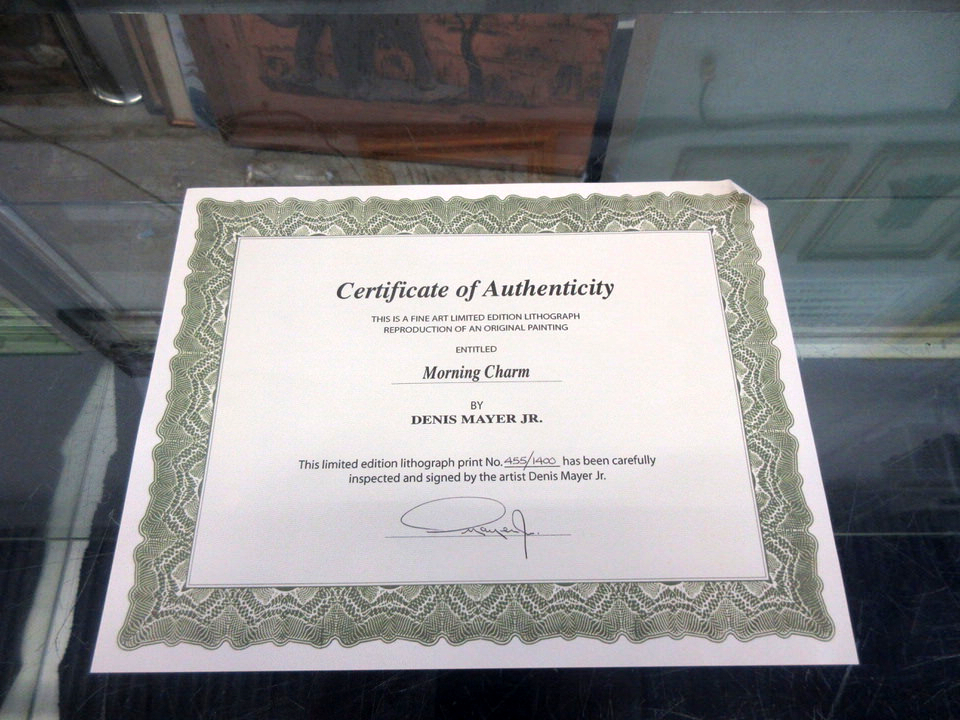 Certificate of Authenticity
THIS IS A FINE ART LIMITED EDITION LITHOGRAPH
REPRODUCTION OF AN ORIGINAL PAINTING
ENTITLED
Morning Charm
BY
DENIS MAYER JR.
This limited edition lithograph print No. 455/1400 has been carefully
inspected and signed by the artist Denis Mayer Jr.
Mayer Jr.